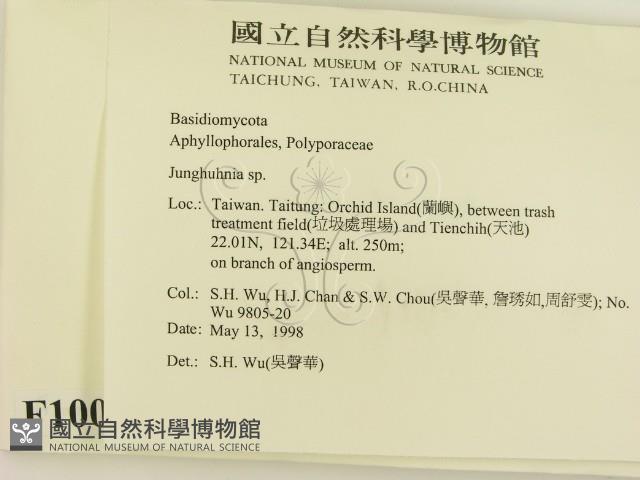 國立自然科學博物館
NATIONAL MUSEUM OF NATURAL SCIENCE
TAICHUNG, TAIWAN, R.O.CHINA
Basidiomycota
Aphyllophorales, Polyporaceae
Junghuhnia sp.
Loc.: Taiwan. Taitung: Orchid Island(蘭嶼), between trash
treatment field(垃圾處理場) and Tienchih(天池)
22.01N, 121.34E; alt. 250m;
on branch of angiosperm.
Col.: S.H. Wu, H.J. Chan & S.W. Chou(吳聲華, 詹琇如,周舒雯); No.
Wu 9805-20
Date: May 13, 1998
Det.: S.H. Wu(吳聲華)
F100
國立自然科學博物館
NATIONAL MUSEUM OF NATURAL SCIENCE